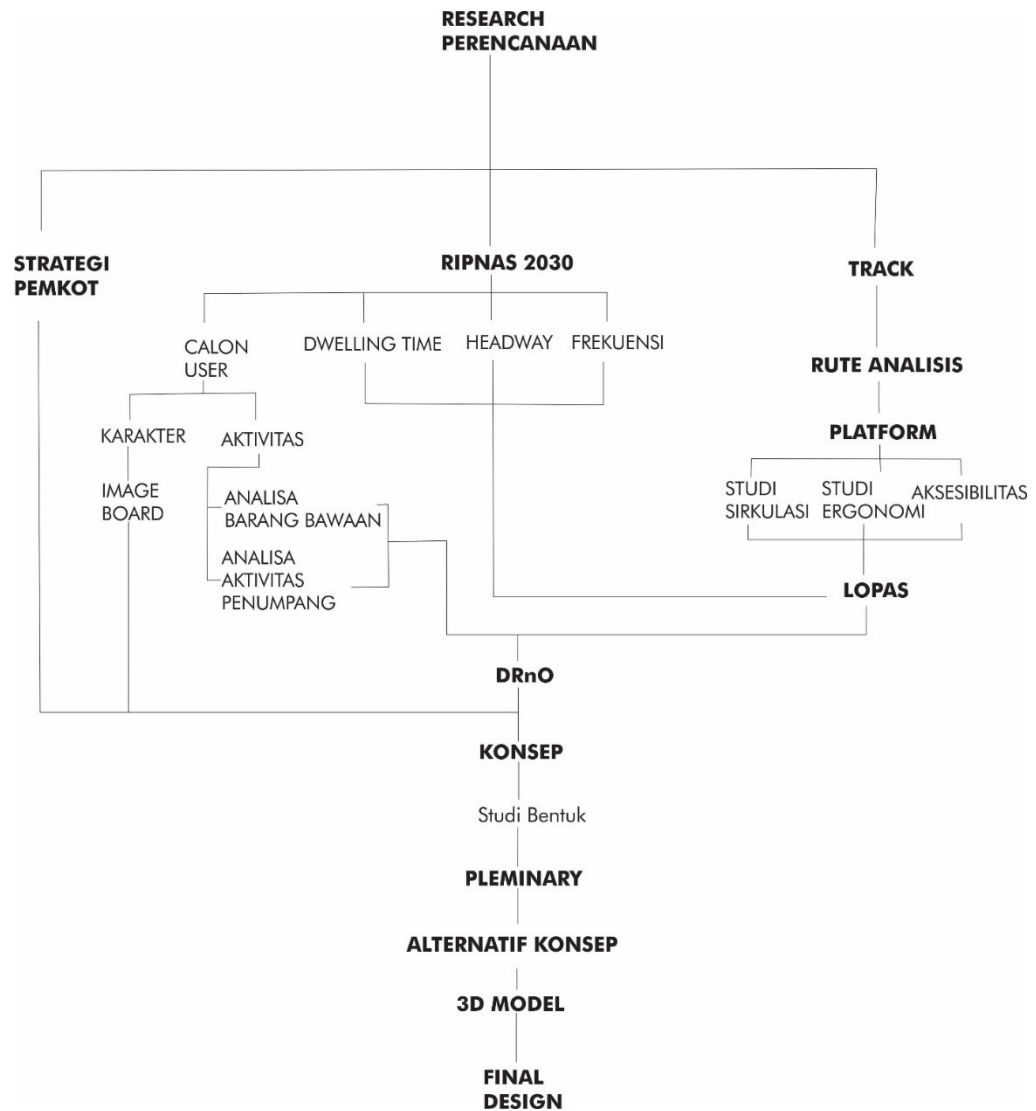 RESEARCH
PERENCANAAN
STRATEGI
PEMKOT
RIPNAS 2030
TRACK
CALON
USER
DWELLING TIME
HEADWAY
FREKUENSI
RUTE ANALISIS
KARAKTER
AKTIVITAS
PLATFORM
IMAGE
BOARD
ANALISA
BARANG BAWAAN
ANALISA
AKTIVITAS
PENUMPANG
STUDI
SIRKULASI
STUDI
ERGONOMI
AKSESIBILITAS
LOPAS
DRnO
KONSEP
Studi Bentuk
PLEMINARY
ALTERNATIF KONSEP
3D MODEL
FINAL
DESIGN